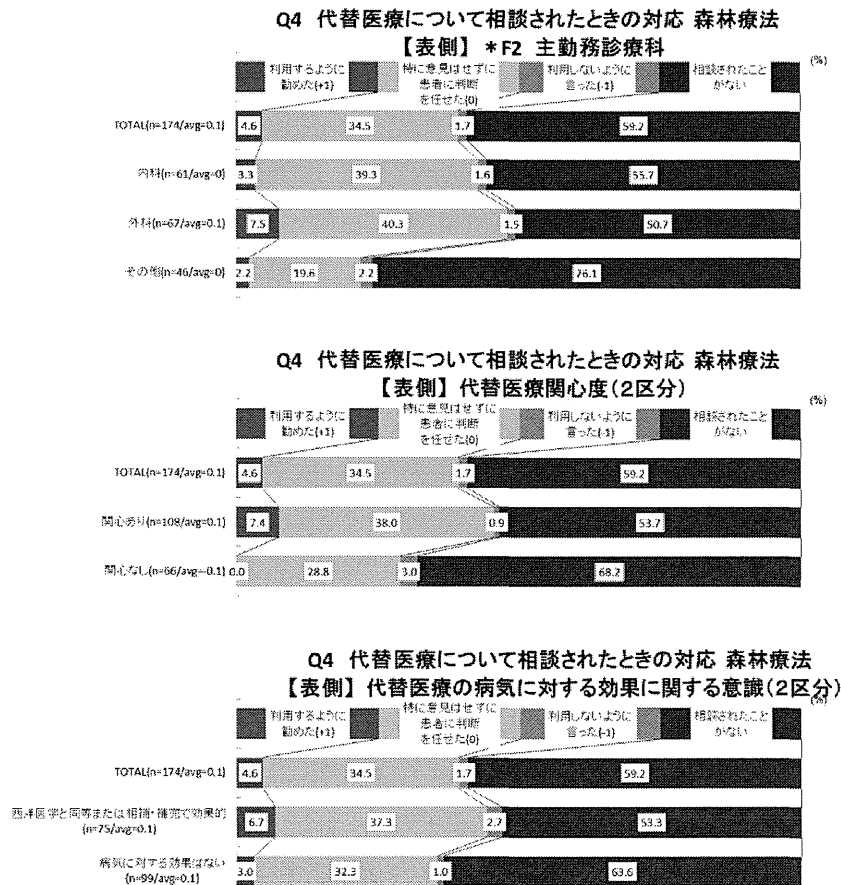 Q4 代替医療について相談されたときの対応 森林療法
【表側】*F2 主勤務診療科
(%)
利用するように 特に意見はせずに 利用しないように 相談されたこと
勧めた(+1) 患者に判断 言った(-1) がない
を任せた(0)
TOTAL(n=174/avg=0.1) 4.6 34.5 1.7 59.2
内科(n=61/avg=0) 3.3 39.3 1.6 55.7
外科(n=67/avg=0.1) 7.5 40.3 1.5 50.7
その他(n=46/avg=0) 2.2 19.6 2.2 76.1
Q4 代替医療について相談されたときの対応 森林療法
【表側】代替医療関心度(2区分)
(%)
利用するように 特に意見はせずに 利用しないように 相談されたこと
勧めた(+1) 患者に判断 言った(-1) がない
を任せた(0)
TOTAL(n=174/avg=0.1) 4.6 34.5 1.7 59.2
関心あり(n=108/avg=0.1) 7.4 38.0 0.9 53.7
関心なし(n=66/avg=-0.1) 0.0 28.8 3.0 68.2
Q4 代替医療について相談されたときの対応 森林療法
【表側】代替医療の病気に対する効果に関する意識(2区分)
(%)
利用するように 特に意見はせずに 利用しないように 相談されたこと
勧めた(+1) 患者に判断 言った(-1) がない
を任せた(0)
TOTAL(n=174/avg=0.1) 4.6 34.5 1.7 59.2
西洋医学と同等または相補・補完で効果的
(n=75/avg=0.1) 6.7 37.3 2.7 53.3
病気に対する効果はない
(n=99/avg=0.1) 3.0 32.3 1.0 63.6